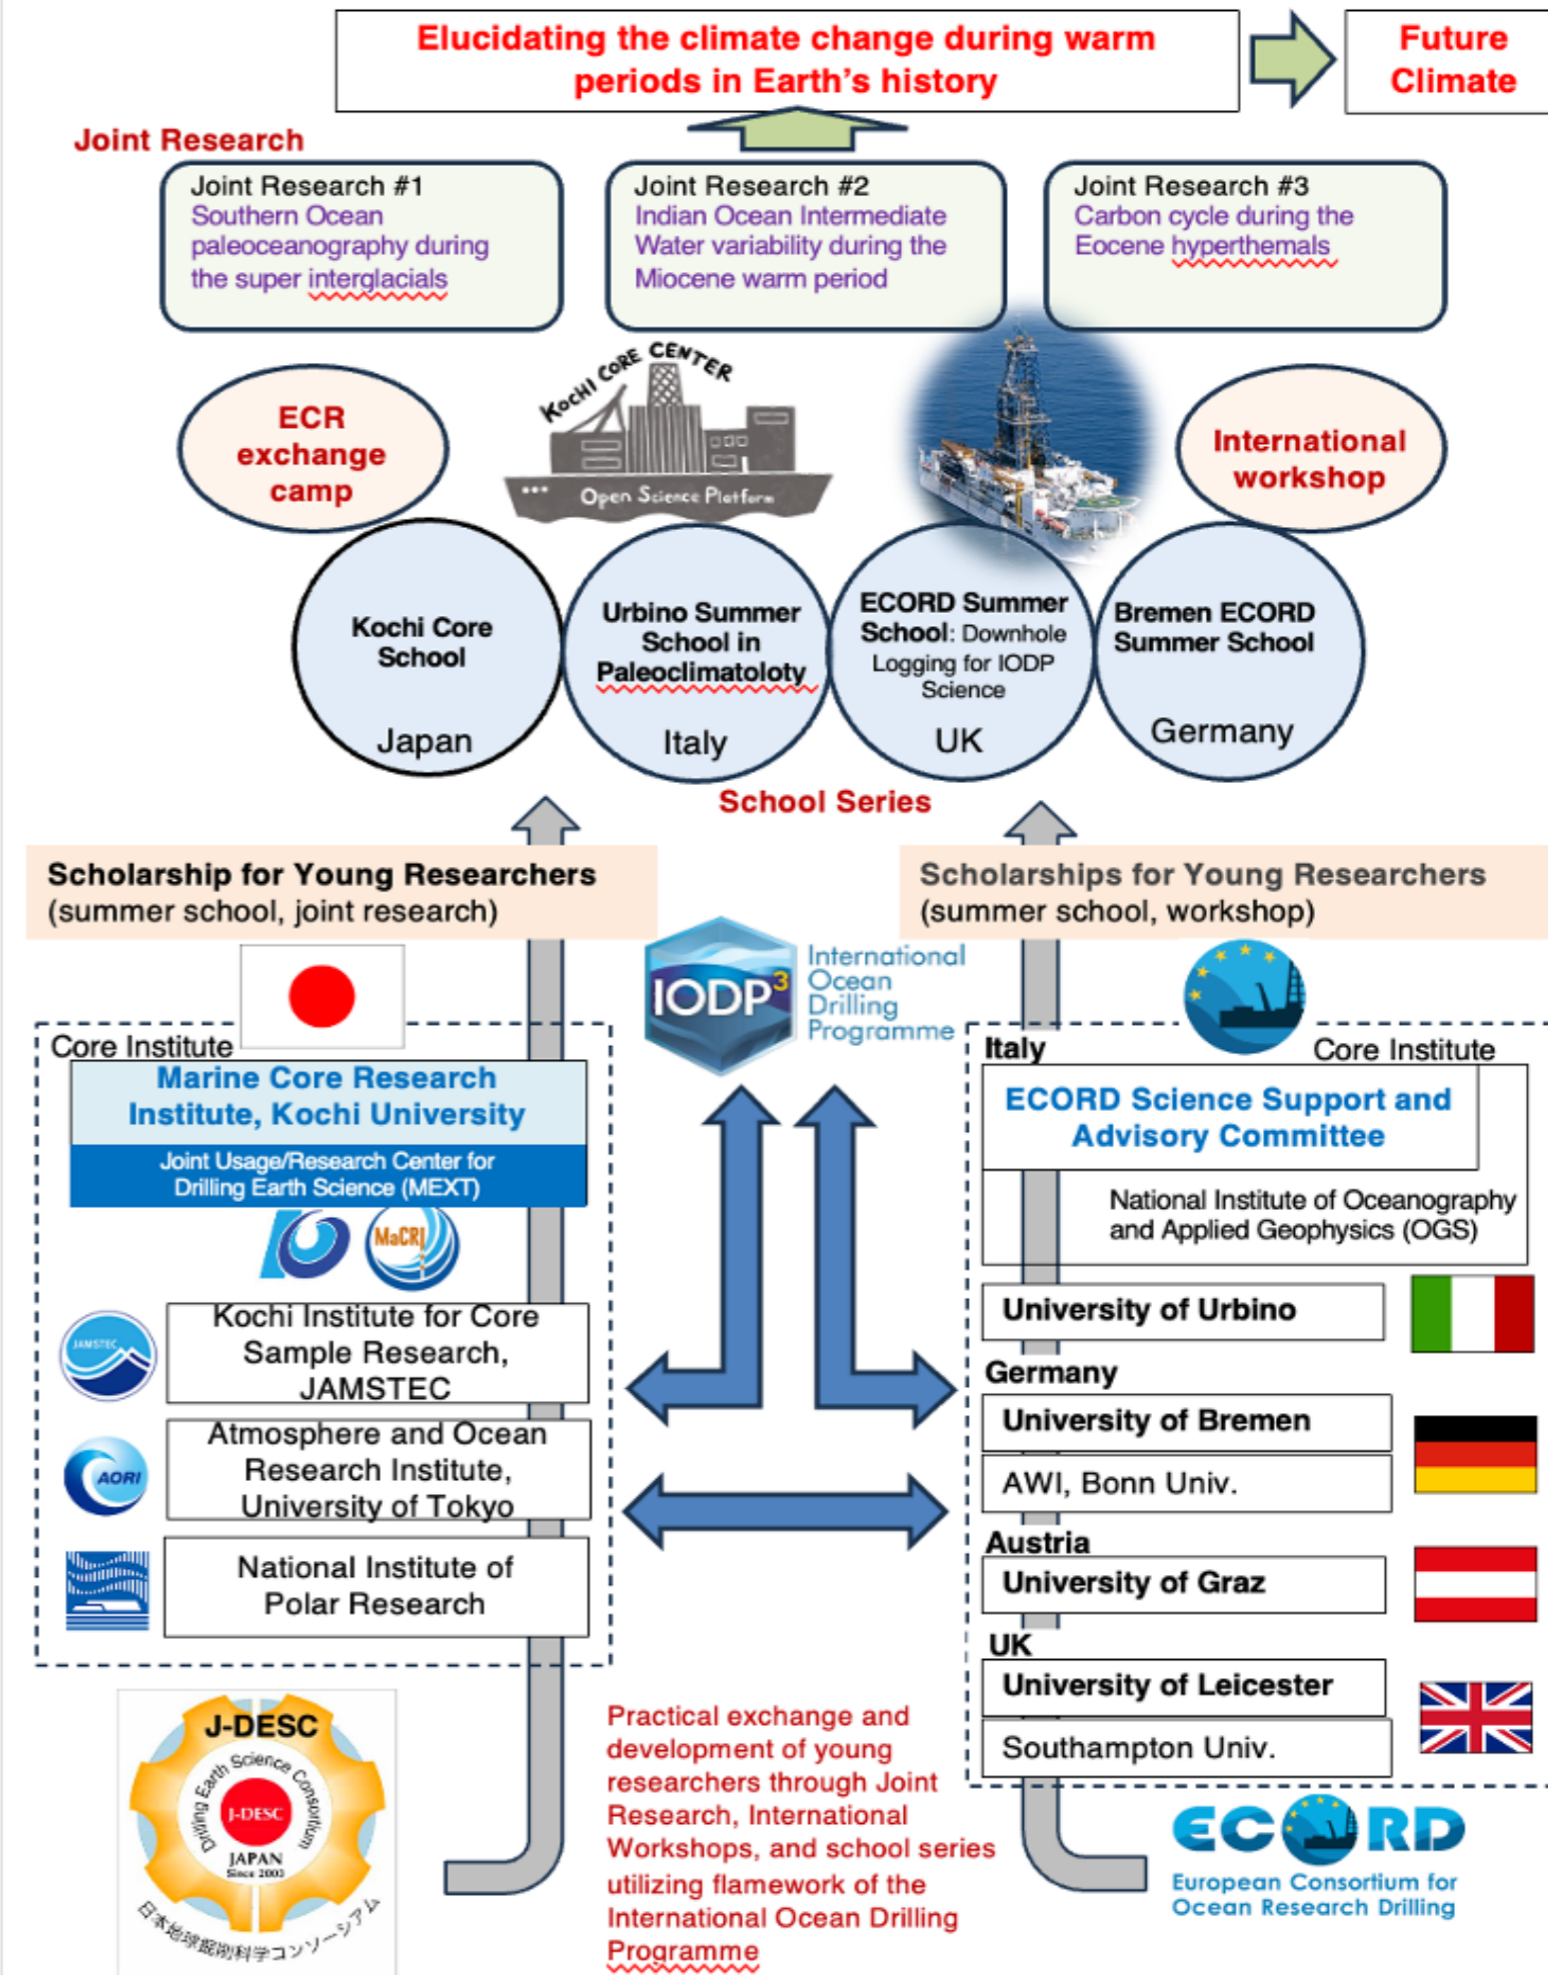 Elucidating the climate change during warm
periods in Earth's history
Future
Climate
Joint Research
Joint Research #1
Southern Ocean
paleoceanography during
the super interglacials
Joint Research #2
Indian Ocean Intermediate
Water variability during the
Miocene warm period
Joint Research #3
Carbon cycle during the
Eocene hyperthemals
ECR
exchange
camp
KOCHI CORE CENTER
Open Science Platform
International
workshop
Kochi Core
School
Japan
Urbino Summer
School in
Paleoclimatoloty
Italy
ECORD Summer
School: Downhole
Logging for IODP
Science
UK
Bremen ECORD
Summer School
Germany
School Series
Scholarship for Young Researchers
(summer school, joint research)
Scholarships for Young Researchers
(summer school, workshop)
IODP3
International
Ocean
Drilling
Programme
Core Institute
Marine Core Research
Institute, Kochi University
Joint Usage/Research Center for
Drilling Earth Science (MEXT)
MaCRI
JAMSTEC
Kochi Institute for Core
Sample Research,
JAMSTEC
AORI
Atmosphere and Ocean
Research Institute,
University of Tokyo
National Institute of
Polar Research
Italy
Core Institute
ECORD Science Support and
Advisory Committee
National Institute of Oceanography
and Applied Geophysics (OGS)
University of Urbino
Germany
University of Bremen
AWI, Bonn Univ.
Austria
University of Graz
UK
University of Leicester
Southampton Univ.
J-DESC
Drilling Earth Science Consortium
J-DESC
JAPAN
Since 2003
日本地球掘削科学コンソーシアム
Practical exchange and
development of young
researchers through Joint
Research, International
Workshops, and school series
utilizing flamework of the
International Ocean Drilling
Programme
ECORD
European Consortium for
Ocean Research Drilling